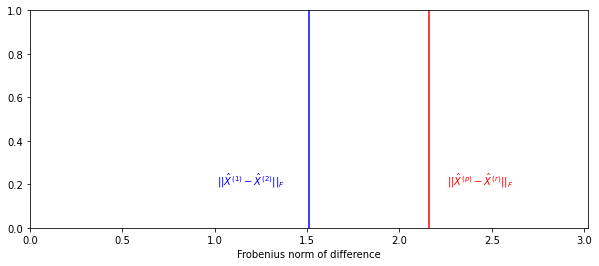 1.0
0.8
0.6
0.4
0.2
0.0
||X̂⁽¹⁾ − X̂⁽²⁾||_F
||X̂⁽ᵖ⁾ − X̂⁽ʳ⁾||_F
0.0 0.5 1.0 1.5 2.0 2.5 3.0
Frobenius norm of difference